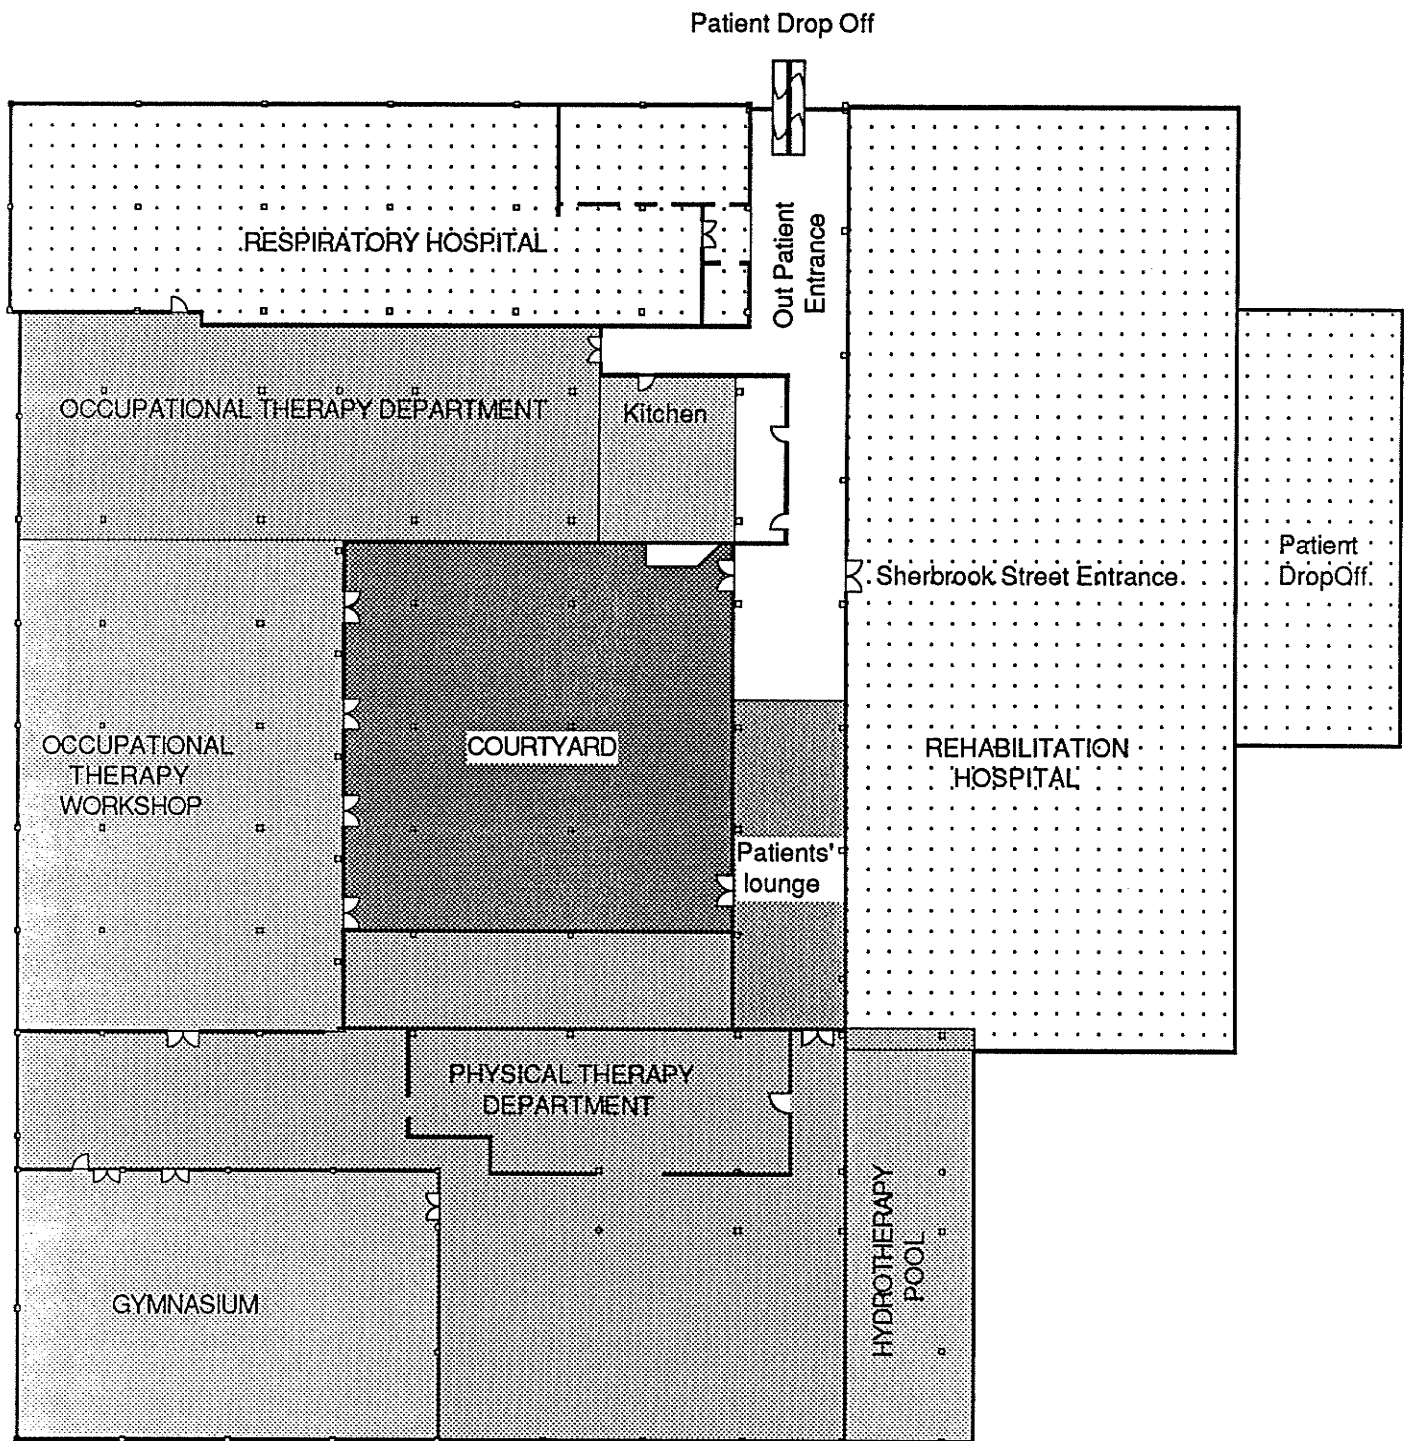 Patient Drop Off
RESPIRATORY HOSPITAL
Out Patient
Entrance
OCCUPATIONAL THERAPY DEPARTMENT
Kitchen
Sherbrook Street Entrance
Patient
DropOff
OCCUPATIONAL
THERAPY
WORKSHOP
COURTYARD
REHABILITATION
HOSPITAL
Patients'
lounge
PHYSICAL THERAPY
DEPARTMENT
HYDROTHERAPY
POOL
GYMNASIUM